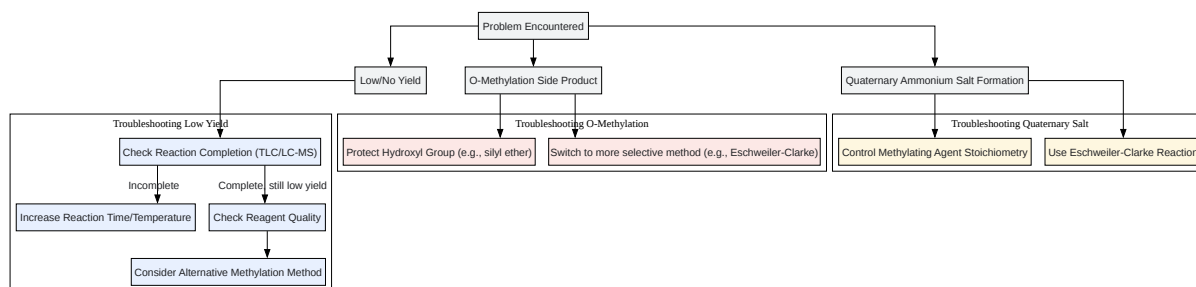 Problem Encountered
Low/No Yield
O-Methylation Side Product
Quaternary Ammonium Salt Formation
Troubleshooting Low Yield
Troubleshooting O-Methylation
Troubleshooting Quaternary Salt
Check Reaction Completion (TLC/LC-MS)
Protect Hydroxyl Group (e.g., silyl ether)
Switch to more selective method (e.g., Eschweiler-Clarke)
Control Methylating Agent Stoichiometry
Use Eschweiler-Clarke Reaction
Incomplete
Complete, still low yield
Increase Reaction Time/Temperature
Check Reagent Quality
Consider Alternative Methylation Method